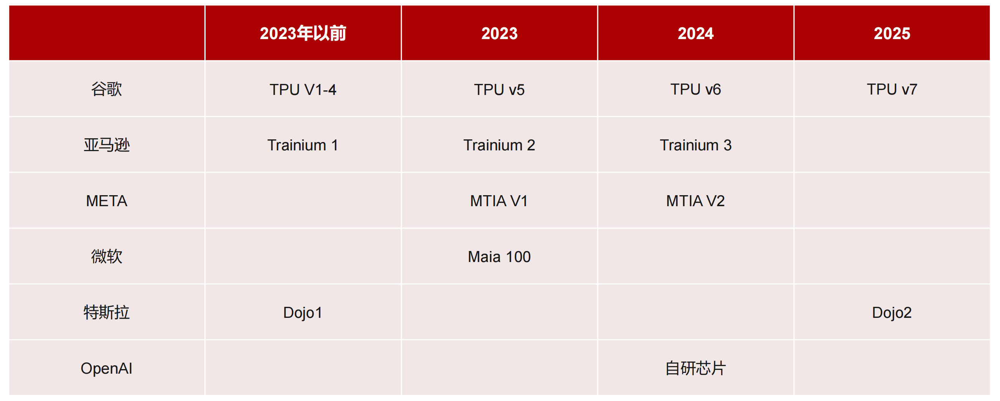 2023年以前 2023 2024 2025
谷歌 TPU V1-4 TPU v5 TPU v6 TPU v7
亚马逊 Trainium 1 Trainium 2 Trainium 3
META MTIA V1 MTIA V2
微软 Maia 100
特斯拉 Dojo1 Dojo2
OpenAI 自研芯片